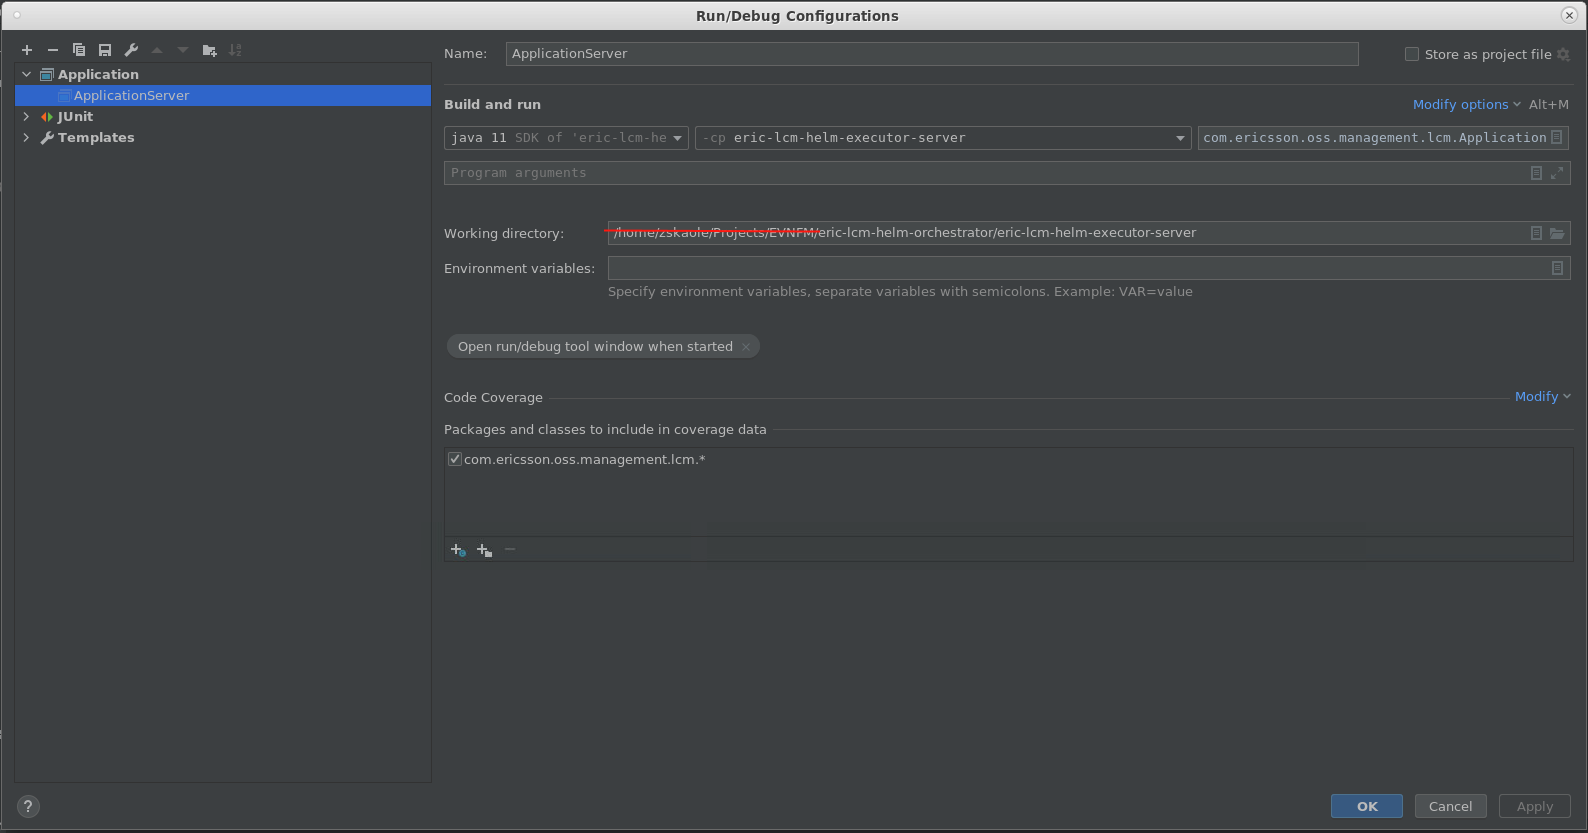 Run/Debug Configurations
Application
ApplicationServer
JUnit
Templates
Name: ApplicationServer
Store as project file
Build and run
Modify options Alt+M
java 11 SDK of 'eric-lcm-he
-cp eric-lcm-helm-executor-server
com.ericsson.oss.management.lcm.Application
Program arguments
Working directory: /home/zskaole/Projects/EVNFM/eric-lcm-helm-orchestrator/eric-lcm-helm-executor-server
Environment variables:
Specify environment variables, separate variables with semicolons. Example: VAR=value
Open run/debug tool window when started
Code Coverage
Modify
Packages and classes to include in coverage data
com.ericsson.oss.management.lcm.*
?
OK Cancel Apply